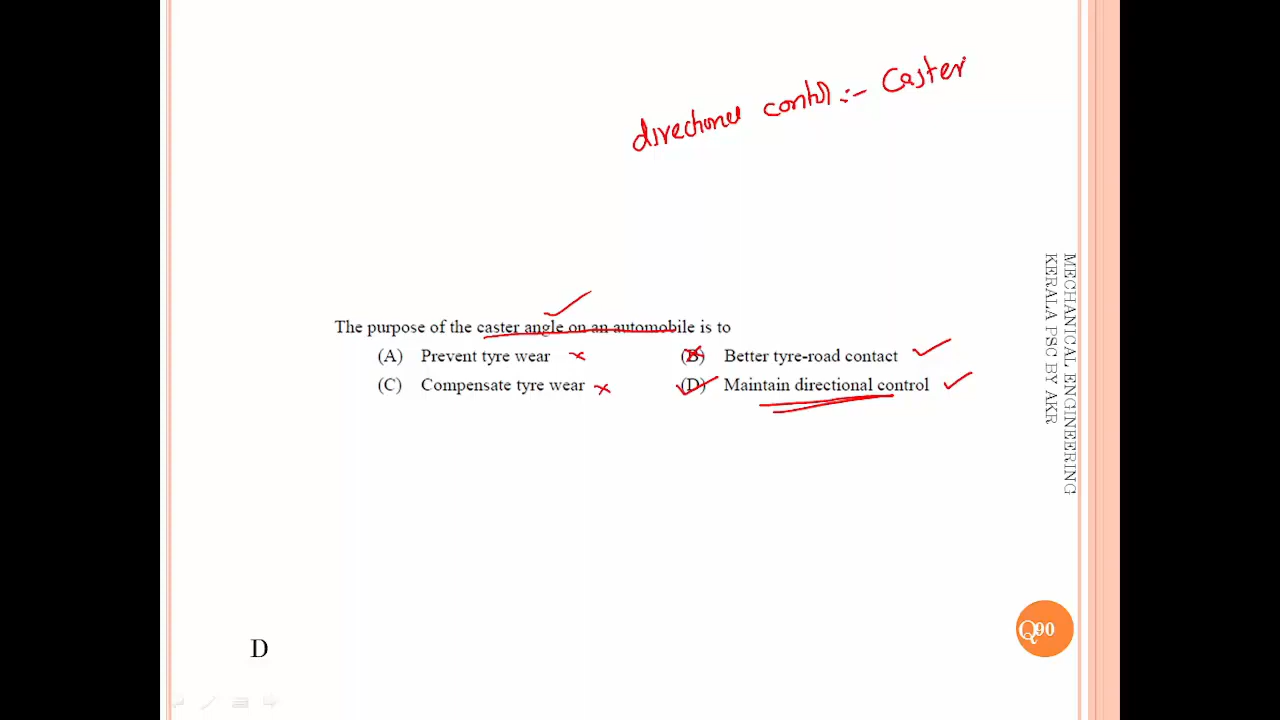 directional contol :- Caster
The purpose of the caster angle on an automobile is to
(A) Prevent tyre wear (B) Better tyre-road contact
(C) Compensate tyre wear (D) Maintain directional control
MECHANICAL ENGINEERING
KERALA PSC BY AKR
Q90
D